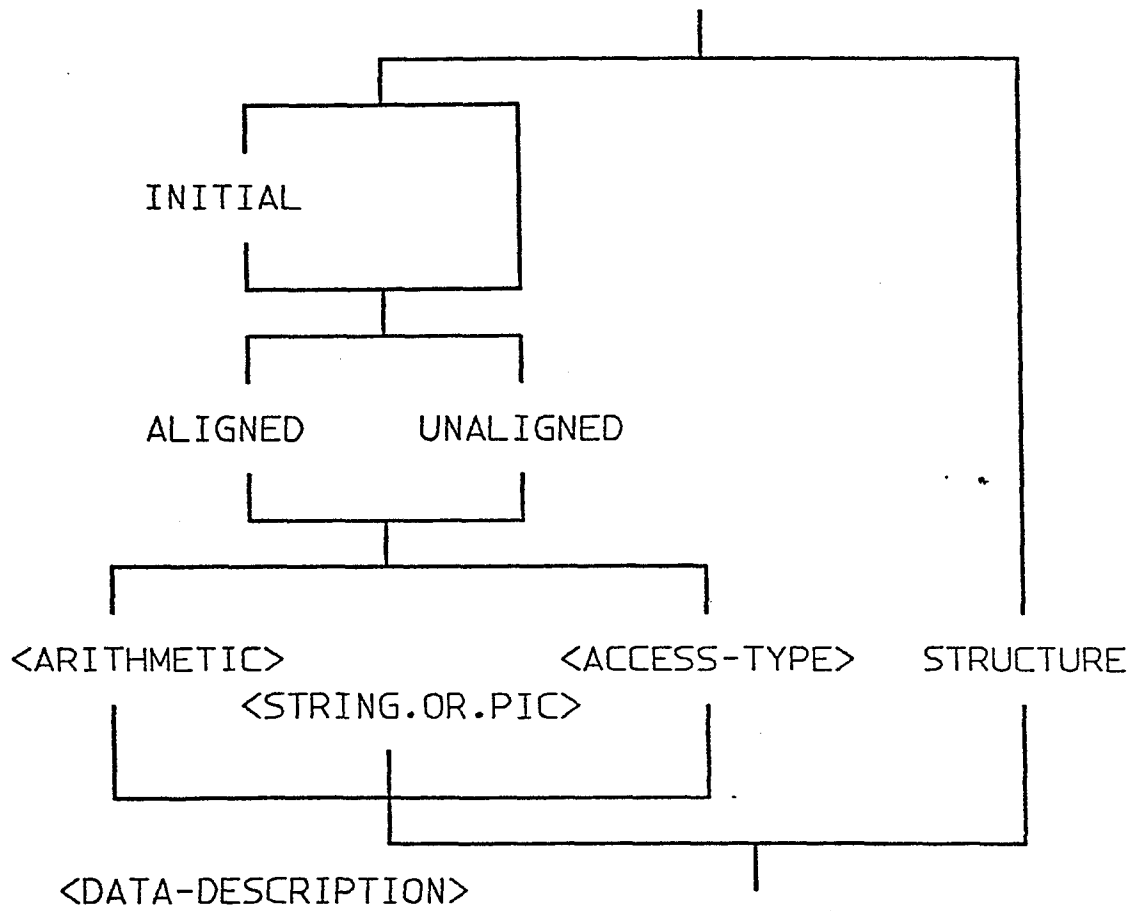 INITIAL
ALIGNED UNALIGNED
<ARITHMETIC> <ACCESS-TYPE> STRUCTURE
<STRING.OR.PIC>
<DATA-DESCRIPTION>